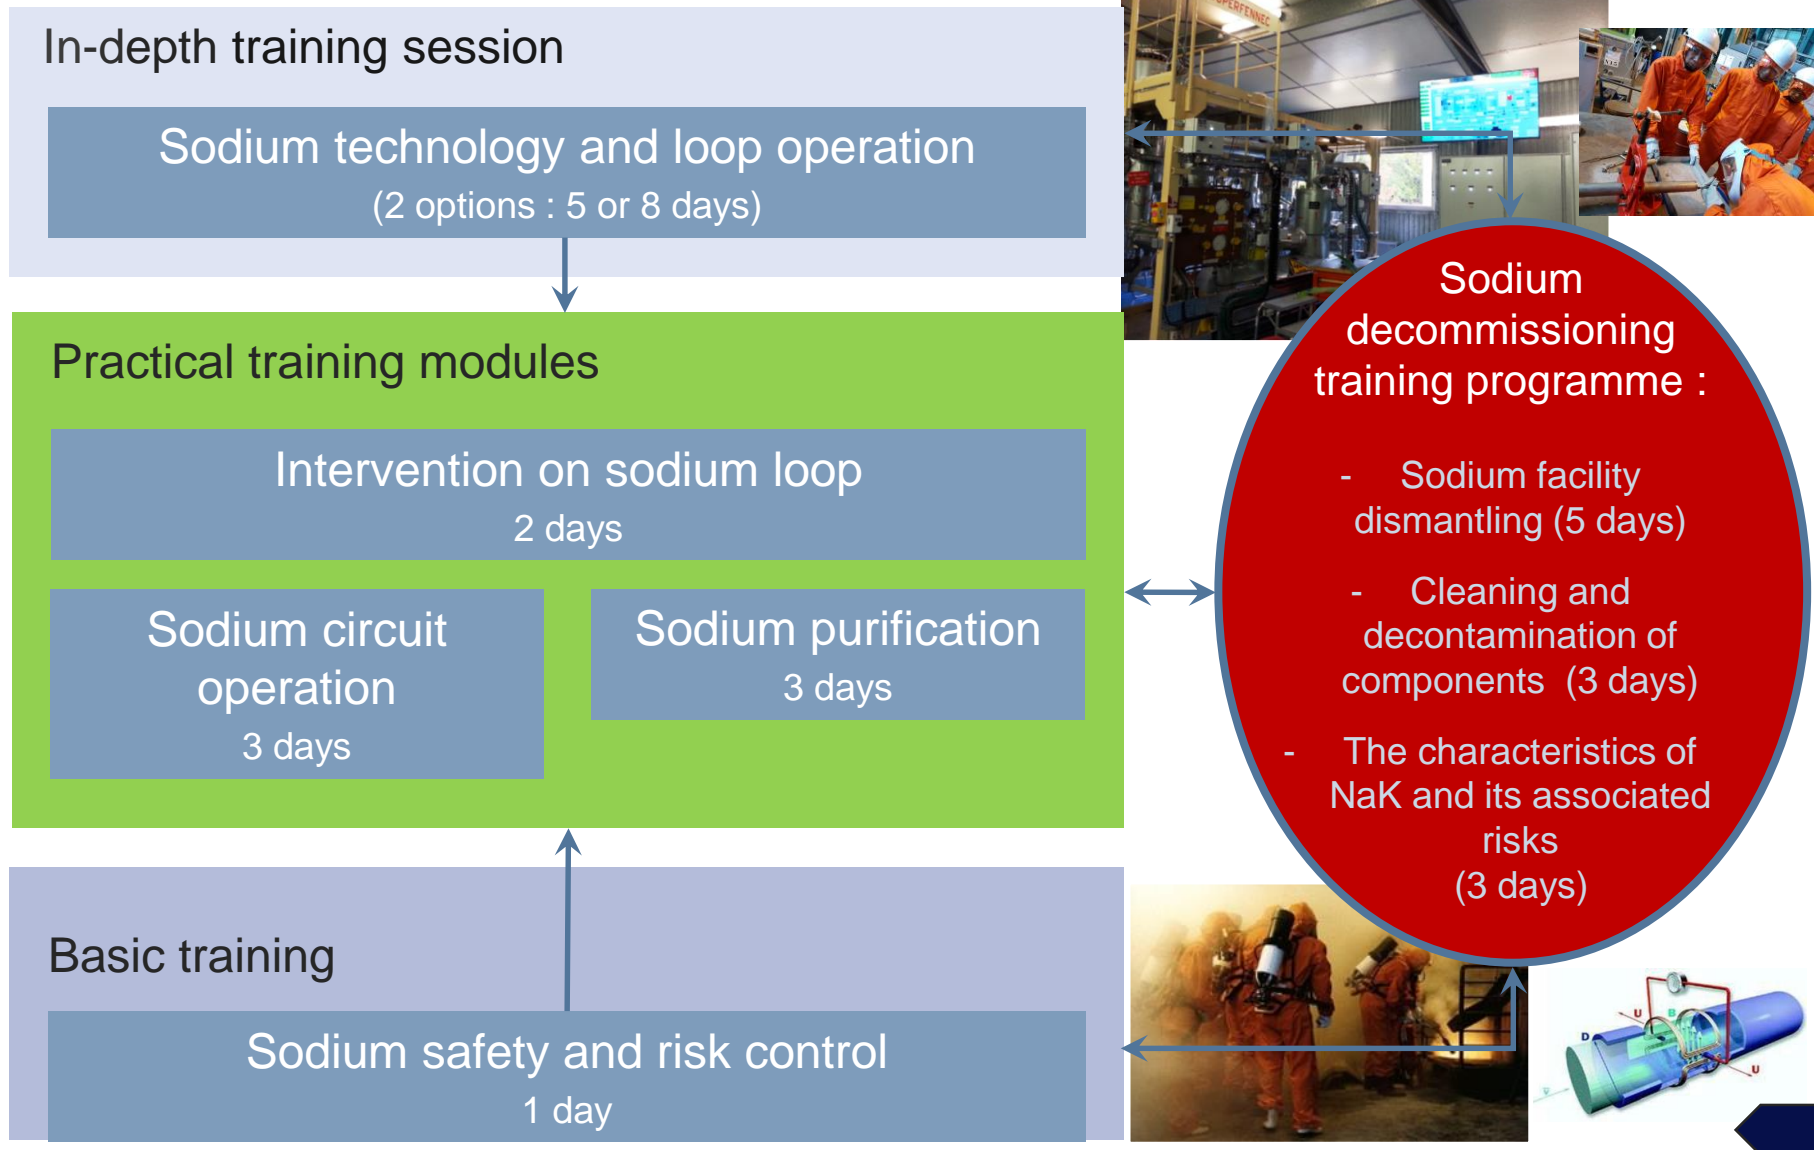 In-depth training session
Sodium technology and loop operation
(2 options : 5 or 8 days)
Practical training modules
Intervention on sodium loop
2 days
Sodium circuit
operation
3 days
Sodium purification
3 days
Basic training
Sodium safety and risk control
1 day
Sodium
decommissioning
training programme :
- Sodium facility
dismantling (5 days)
- Cleaning and
decontamination of
components (3 days)
- The characteristics of
NaK and its associated
risks
(3 days)
U
B
D
U